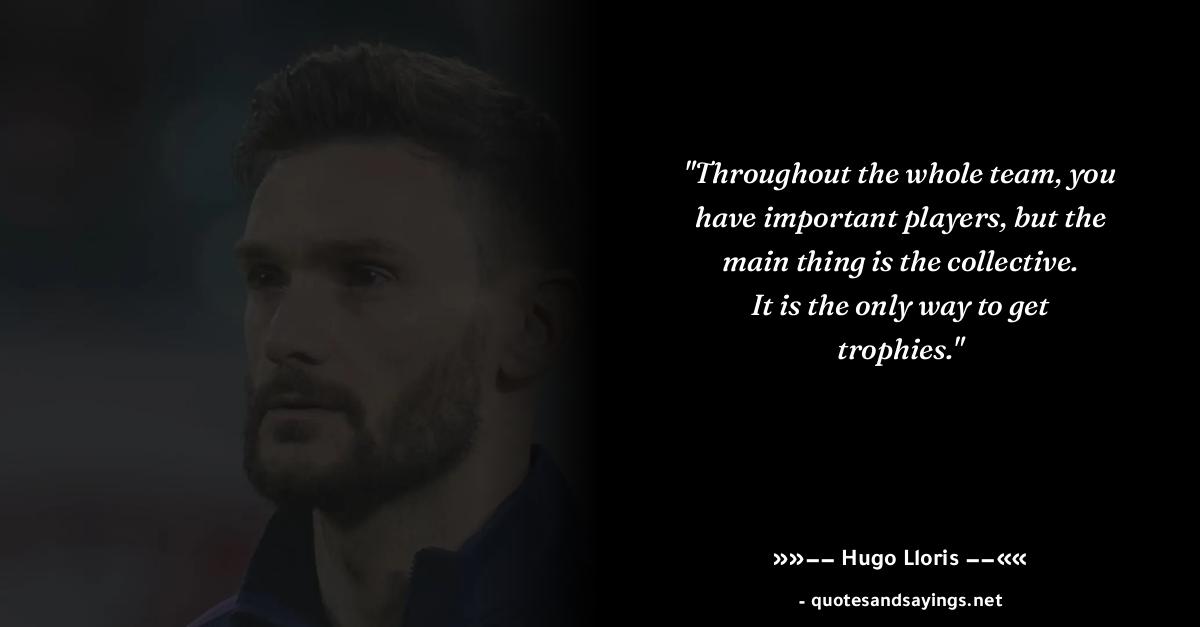 "Throughout the whole team, you
have important players, but the
main thing is the collective.
It is the only way to get
trophies."
»»−− Hugo Lloris −−««
- quotesandsayings.net